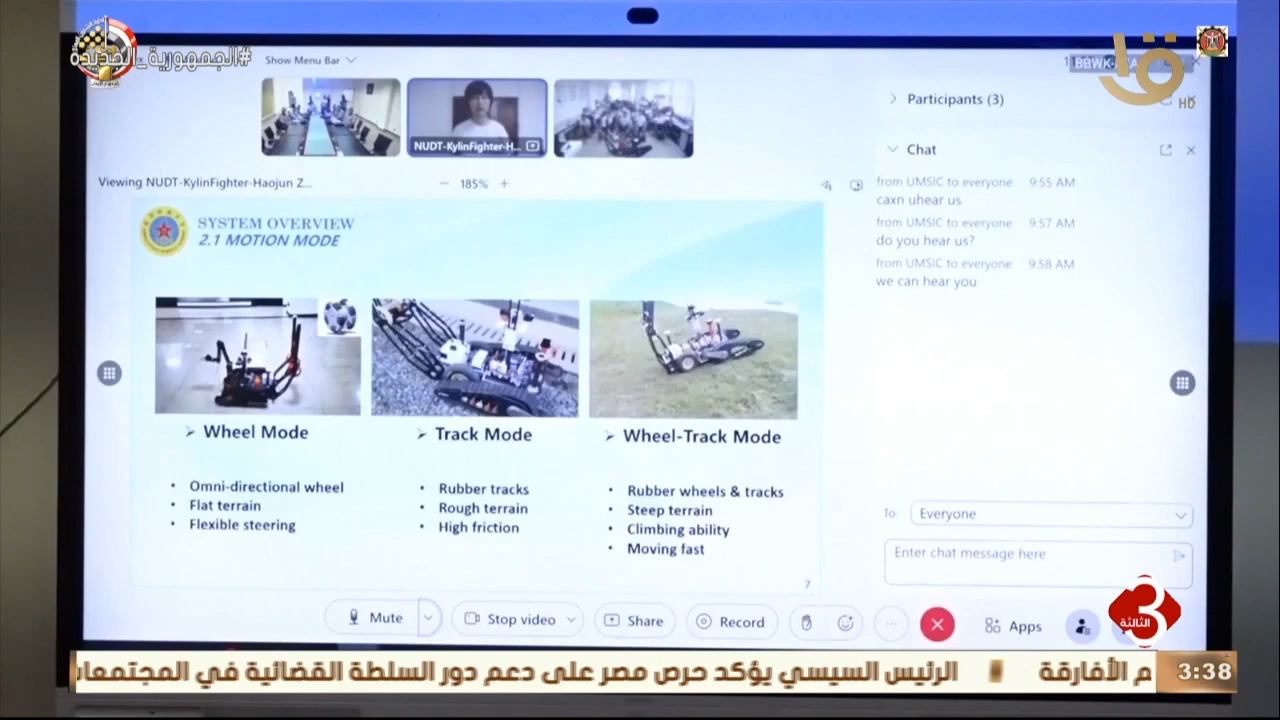 #الجمهورية_الجديدة
Show Menu Bar
HD
NUDT-KylinFighter-H...
Participants (3)
Chat
Viewing NUDT-KylinFighter-Haojun Z...
185%
from UMSIC to everyone: 9:55 AM
caxn uhear us
from UMSIC to everyone: 9:57 AM
do you hear us?
from UMSIC to everyone: 9:58 AM
we can hear you
SYSTEM OVERVIEW
2.1 MOTION MODE
Wheel Mode
• Omni-directional wheel
• Flat terrain
• Flexible steering
Track Mode
• Rubber tracks
• Rough terrain
• High friction
Wheel-Track Mode
• Rubber wheels & tracks
• Steep terrain
• Climbing ability
• Moving fast
7
To: Everyone
Enter chat message here
Mute
Stop video
Share
Record
Apps
3
الثالثة
م الأفارقة
الرئيس السيسي يؤكد حرص مصر على دعم دور السلطة القضائية في المجتمعات
3:38